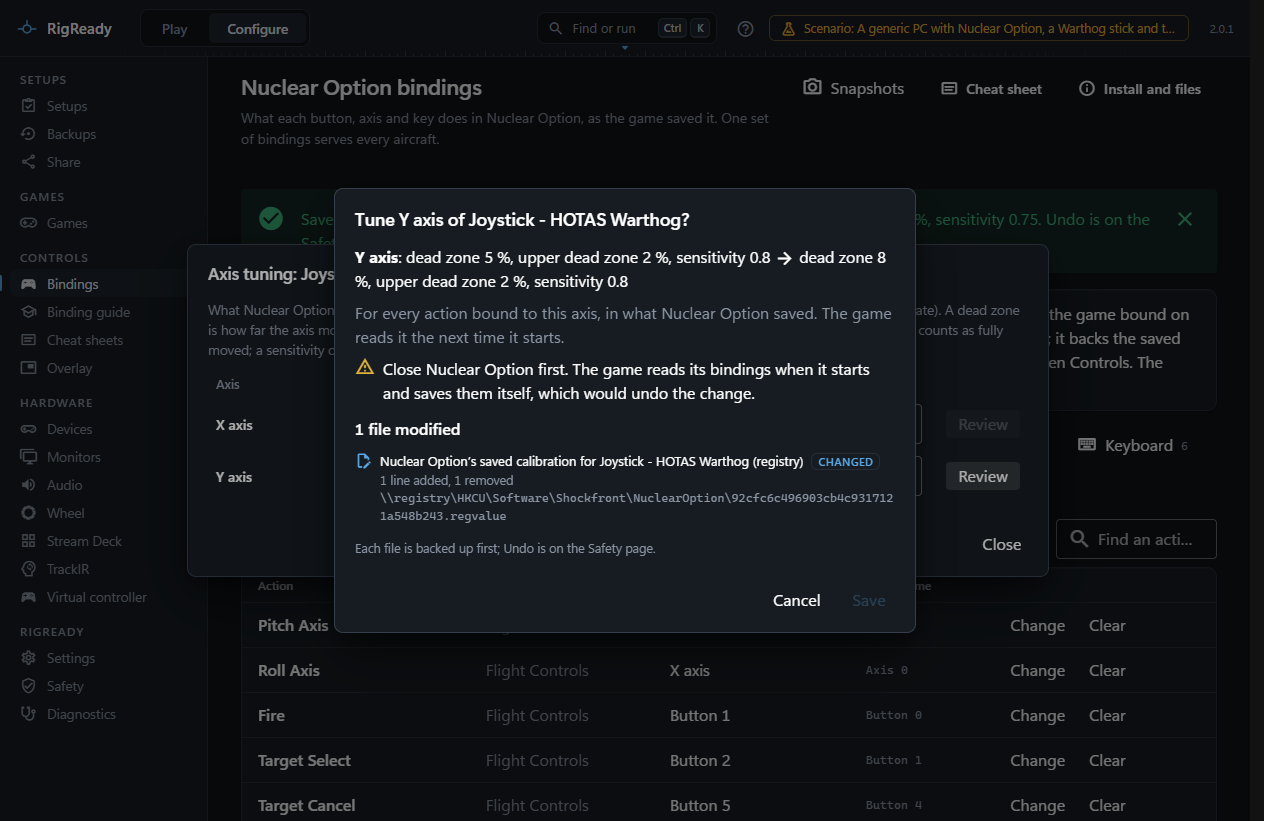 RigReady
Play
Configure
Find or run
Ctrl
K
Scenario: A generic PC with Nuclear Option, a Warthog stick and t...
2.0.1
SETUPS
Setups
Backups
Share
GAMES
Games
CONTROLS
Bindings
Binding guide
Cheat sheets
Overlay
HARDWARE
Devices
Monitors
Audio
Wheel
Stream Deck
TrackIR
Virtual controller
RIGREADY
Settings
Safety
Diagnostics
Nuclear Option bindings
Snapshots
Cheat sheet
Install and files
What each button, axis and key does in Nuclear Option, as the game saved it. One set
of bindings serves every aircraft.
Save
%, sensitivity 0.75. Undo is on the
the game bound on
; it backs the saved
en Controls. The
Keyboard 6
Find an acti...
Axis tuning: Joys
What Nuclear Option
ate). A dead zone
is how far the axis mo
counts as fully
moved; a sensitivity
Axis
X axis
Review
Y axis
Review
Close
Tune Y axis of Joystick - HOTAS Warthog?
Y axis: dead zone 5 %, upper dead zone 2 %, sensitivity 0.8 → dead zone 8
%, upper dead zone 2 %, sensitivity 0.8
For every action bound to this axis, in what Nuclear Option saved. The game
reads it the next time it starts.
Close Nuclear Option first. The game reads its bindings when it starts
and saves them itself, which would undo the change.
1 file modified
Nuclear Option's saved calibration for Joystick - HOTAS Warthog (registry) CHANGED
1 line added, 1 removed
\\registry\HKCU\Software\Shockfront\NuclearOption\92cfc6c496903cb4c931712
1a548b243.regvalue
Each file is backed up first; Undo is on the Safety page.
Cancel
Save
Action
me
Pitch Axis
Change
Clear
Roll Axis
Flight Controls
X axis
Axis 0
Change
Clear
Fire
Flight Controls
Button 1
Button 0
Change
Clear
Target Select
Flight Controls
Button 2
Button 1
Change
Clear
Target Cancel
Flight Controls
Button 5
Button 4
Change
Clear